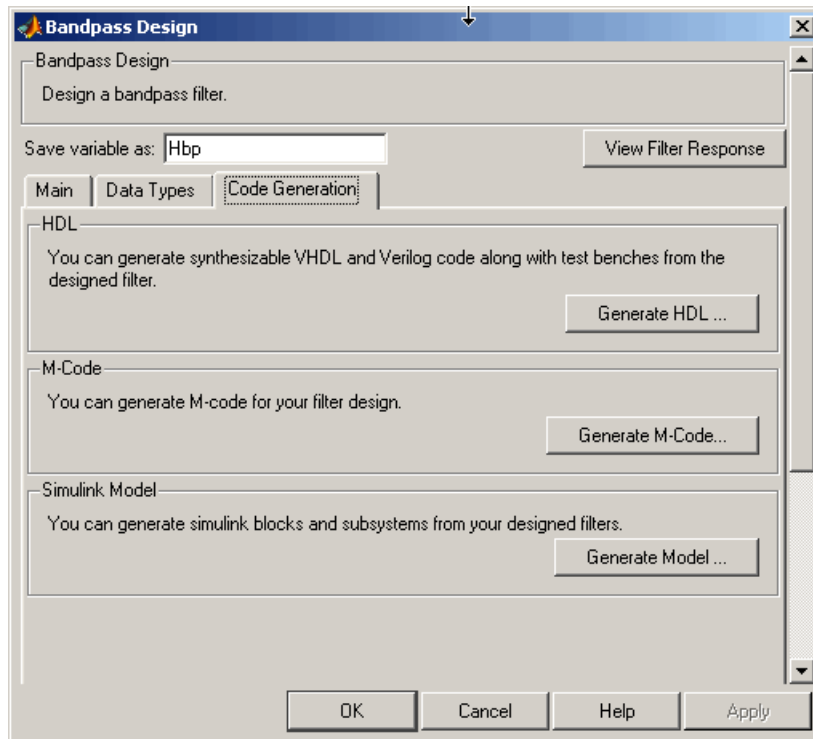 Bandpass Design
Bandpass Design
Design a bandpass filter.
Save variable as: Hbp View Filter Response
Main Data Types Code Generation
HDL
You can generate synthesizable VHDL and Verilog code along with test benches from the
designed filter.
Generate HDL ...
M-Code
You can generate M-code for your filter design.
Generate M-Code...
Simulink Model
You can generate simulink blocks and subsystems from your designed filters.
Generate Model ...
OK Cancel Help Apply